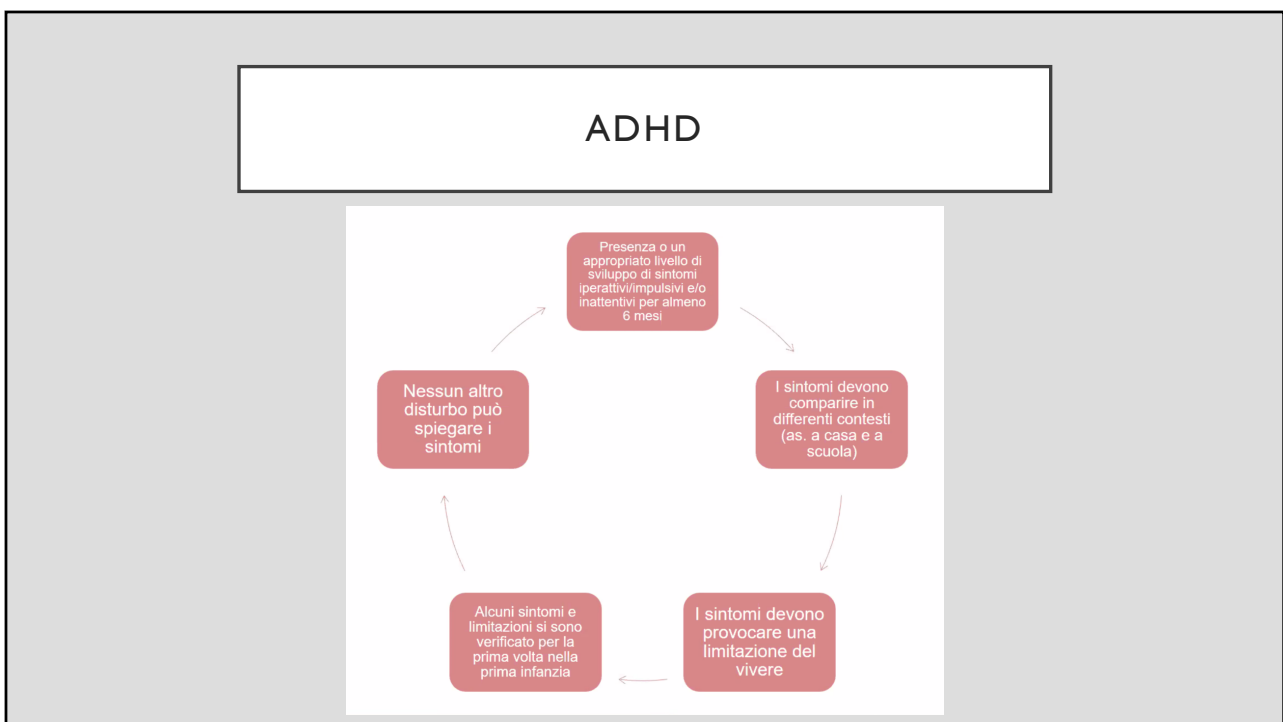 ADHD
Presenza o un
appropriato livello di
sviluppo di sintomi
iperattivi/impulsivi e/o
inattentivi per almeno
6 mesi
I sintomi devono
comparire in
differenti contesti
(as. a casa e a
scuola)
I sintomi devono
provocare una
limitazione del
vivere
Alcuni sintomi e
limitazioni si sono
verificato per la
prima volta nella
prima infanzia
Nessun altro
disturbo può
spiegare i
sintomi